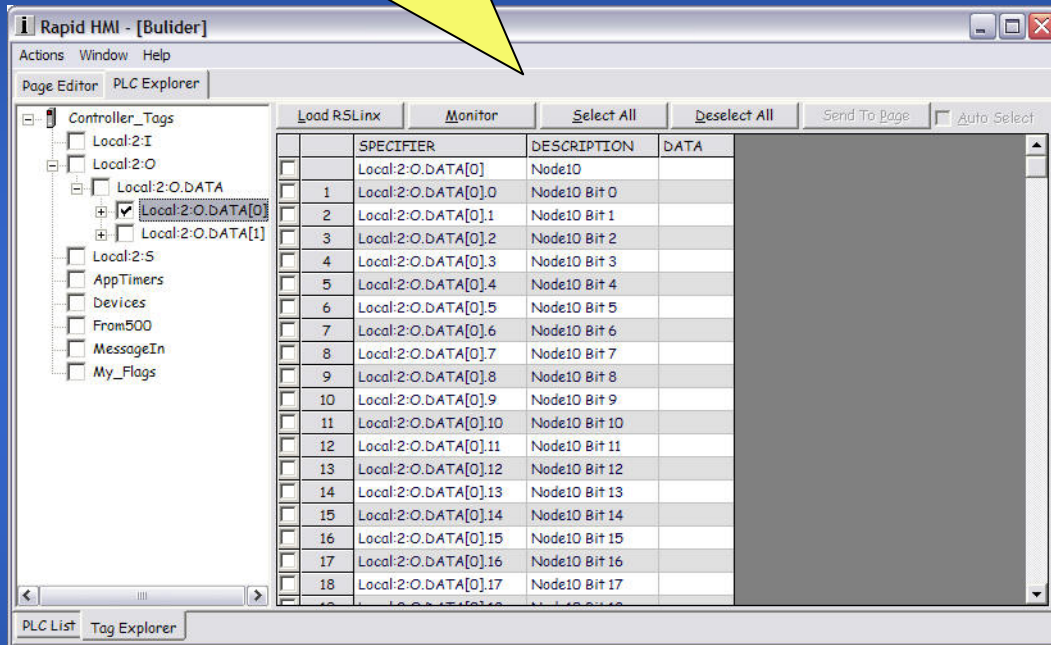 Rapid HMI - [Bulider]
Actions Window Help
Page Editor PLC Explorer
Controller_Tags
Local:2:I
Local:2:O
Local:2:O.DATA
Local:2:O.DATA[0]
Local:2:O.DATA[1]
Local:2:S
AppTimers
Devices
From500
MessageIn
My_Flags
Load RSLinx Monitor Select All Deselect All Send To Page Auto Select
SPECIFIER DESCRIPTION DATA
Local:2:O.DATA[0] Node10
1 Local:2:O.DATA[0].0 Node10 Bit 0
2 Local:2:O.DATA[0].1 Node10 Bit 1
3 Local:2:O.DATA[0].2 Node10 Bit 2
4 Local:2:O.DATA[0].3 Node10 Bit 3
5 Local:2:O.DATA[0].4 Node10 Bit 4
6 Local:2:O.DATA[0].5 Node10 Bit 5
7 Local:2:O.DATA[0].6 Node10 Bit 6
8 Local:2:O.DATA[0].7 Node10 Bit 7
9 Local:2:O.DATA[0].8 Node10 Bit 8
10 Local:2:O.DATA[0].9 Node10 Bit 9
11 Local:2:O.DATA[0].10 Node10 Bit 10
12 Local:2:O.DATA[0].11 Node10 Bit 11
13 Local:2:O.DATA[0].12 Node10 Bit 12
14 Local:2:O.DATA[0].13 Node10 Bit 13
15 Local:2:O.DATA[0].14 Node10 Bit 14
16 Local:2:O.DATA[0].15 Node10 Bit 15
17 Local:2:O.DATA[0].16 Node10 Bit 16
18 Local:2:O.DATA[0].17 Node10 Bit 17
PLC List Tag Explorer